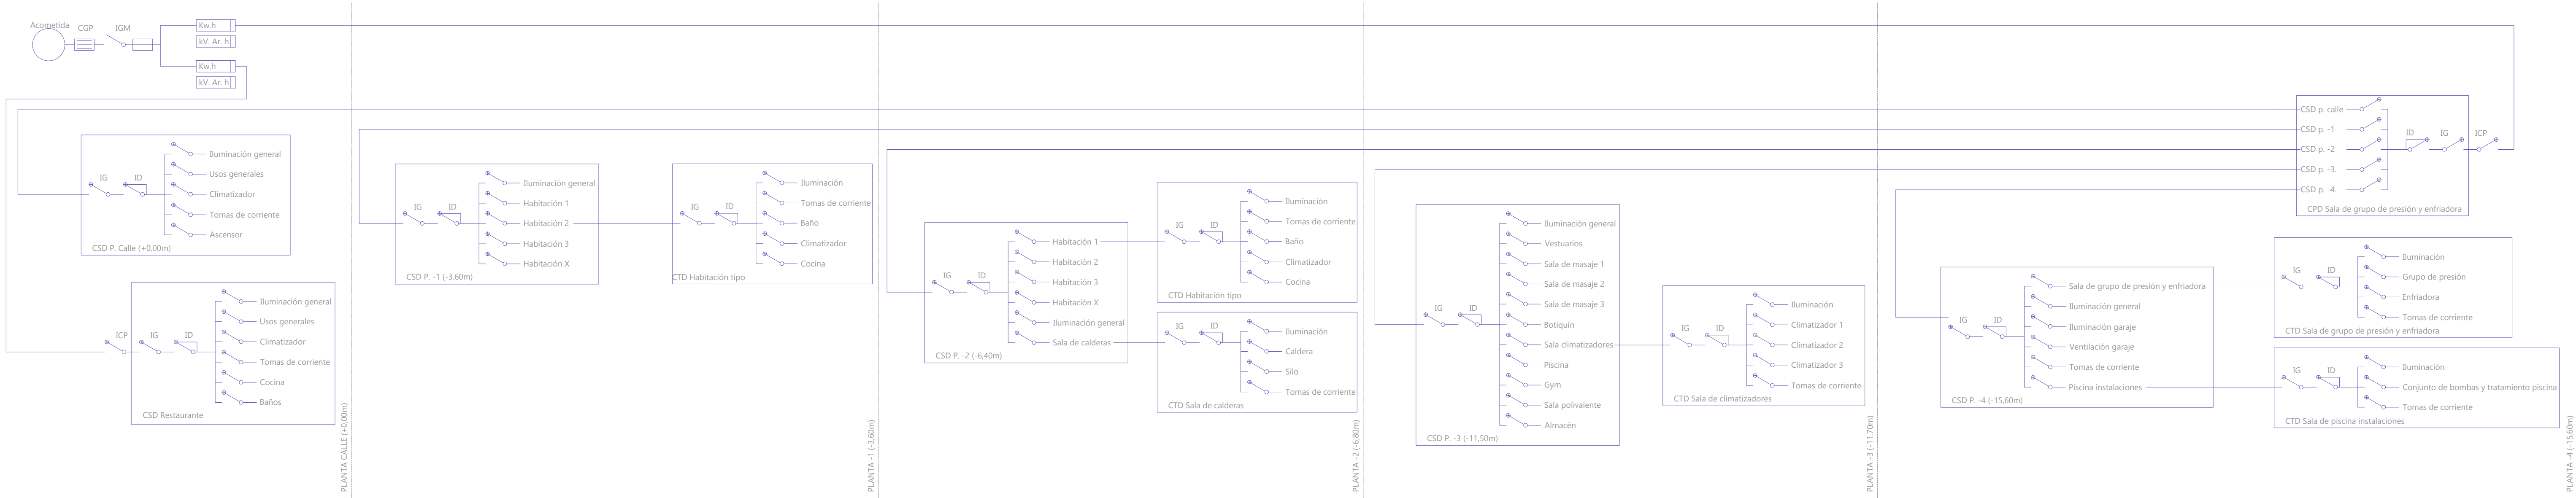 Acometida
CGP
IGM
Kw.h
kV. Ar. h
Kw.h
kV. Ar. h
IG
ID
Iluminación general
Usos generales
Climatizador
Tomas de corriente
Ascensor
CSD P. Calle (+0.00m)
ICP
IG
ID
Iluminación general
Usos generales
Climatizador
Tomas de corriente
Cocina
Baños
CSD Restaurante
PLANTA CALLE (+0,00m)
IG
ID
Iluminación general
Habitación 1
Habitación 2
Habitación 3
Habitación X
CSD P. -1 (-3,60m)
IG
ID
Iluminación
Tomas de corriente
Baño
Climatizador
Cocina
CTD Habitación tipo
PLANTA -1 (-3,60m)
IG
ID
Habitación 1
Habitación 2
Habitación 3
Habitación X
Iluminación general
Sala de calderas
CSD P. -2 (-6,40m)
IG
ID
Iluminación
Tomas de corriente
Baño
Climatizador
Cocina
CTD Habitación tipo
IG
ID
Iluminación
Caldera
Silo
Tomas de corriente
CTD Sala de calderas
PLANTA -2 (-6,80m)
IG
ID
Iluminación general
Vestuarios
Sala de masaje 1
Sala de masaje 2
Sala de masaje 3
Botiquín
Sala climatizadores
Piscina
Gym
Sala polivalente
Almacén
CSD P. -3 (-11,50m)
IG
ID
Iluminación
Climatizador 1
Climatizador 2
Climatizador 3
Tomas de corriente
CTD Sala de climatizadores
PLANTA -3 (-11,70m)
CSD p. calle
CSD p. -1
CSD p. -2
CSD p. -3.
CSD p. -4.
ID
IG
ICP
CPD Sala de grupo de presión y enfriadora
IG
ID
Sala de grupo de presión y enfriadora
Iluminación general
Iluminación garaje
Ventilación garaje
Tomas de corriente
Piscina instalaciones
CSD P. -4 (-15,60m)
IG
ID
Iluminación
Grupo de presión
Enfriadora
Tomas de corriente
CTD Sala de grupo de presión y enfriadora
IG
ID
Iluminación
Conjunto de bombas y tratamiento piscina
Tomas de corriente
CTD Sala de piscina instalaciones
PLANTA -4 (-15,60m)